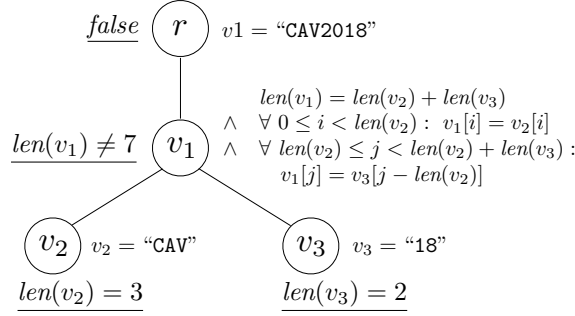 false r v1 = “CAV2018”
len(v₁) = len(v₂) + len(v₃)
∧ ∀ 0 ≤ i < len(v₂) : v₁[i] = v₂[i]
len(v₁) ≠ 7 v₁ ∧ ∀ len(v₂) ≤ j < len(v₂) + len(v₃) :
v₁[j] = v₃[j − len(v₂)]
v₂ v₂ = “CAV” v₃ v₃ = “18”
len(v₂) = 3 len(v₃) = 2